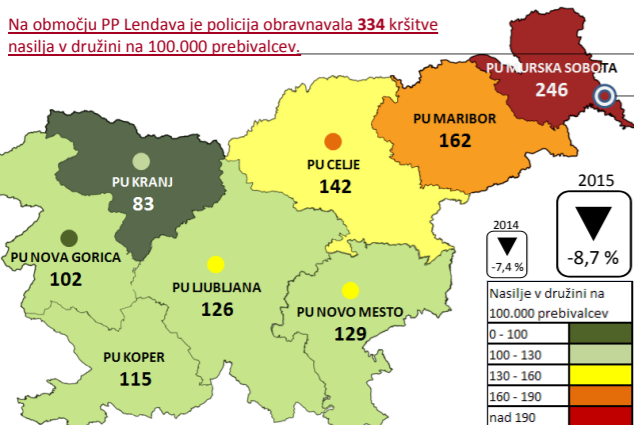 Na območju PP Lendava je policija obravnavala 334 kršitve
nasilja v družini na 100.000 prebivalcev.
PU MURSKA SOBOTA
246
PU MARIBOR
162
PU CELJE
142
PU KRANJ
83
PU NOVA GORICA
102
PU LJUBLJANA
126
PU NOVO MESTO
129
PU KOPER
115
2014
-7,4 %
2015
-8,7 %
Nasilje v družini na
100.000 prebivalcev
0 - 100
100 - 130
130 - 160
160 - 190
nad 190